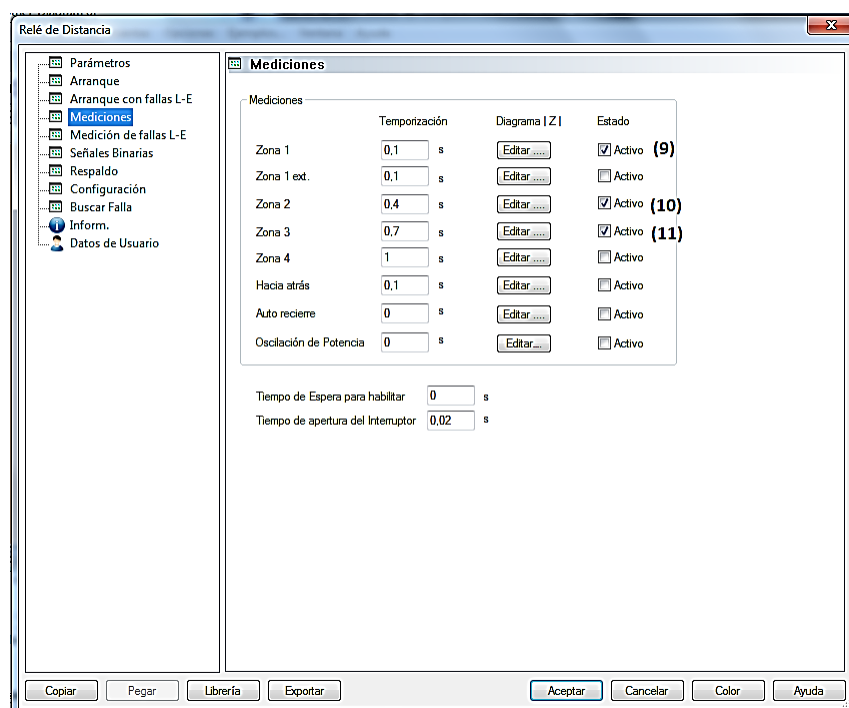 Relé de Distancia
Parámetros
Arranque
Arranque con fallas L-E
Mediciones
Medición de fallas L-E
Señales Binarias
Respaldo
Configuración
Buscar Falla
Inform.
Datos de Usuario
Mediciones
Mediciones
Temporización Diagrama |Z| Estado
Zona 1 0,1 s Editar .... Activo (9)
Zona 1 ext. 0,1 s Editar .... Activo
Zona 2 0,4 s Editar .... Activo (10)
Zona 3 0,7 s Editar .... Activo (11)
Zona 4 1 s Editar .... Activo
Hacia atrás 0,1 s Editar .... Activo
Auto recierre 0 s Editar .... Activo
Oscilación de Potencia 0 s Editar... Activo
Tiempo de Espera para habilitar 0 s
Tiempo de apertura del Interruptor 0,02 s
Copiar Pegar Librería Exportar Aceptar Cancelar Color Ayuda